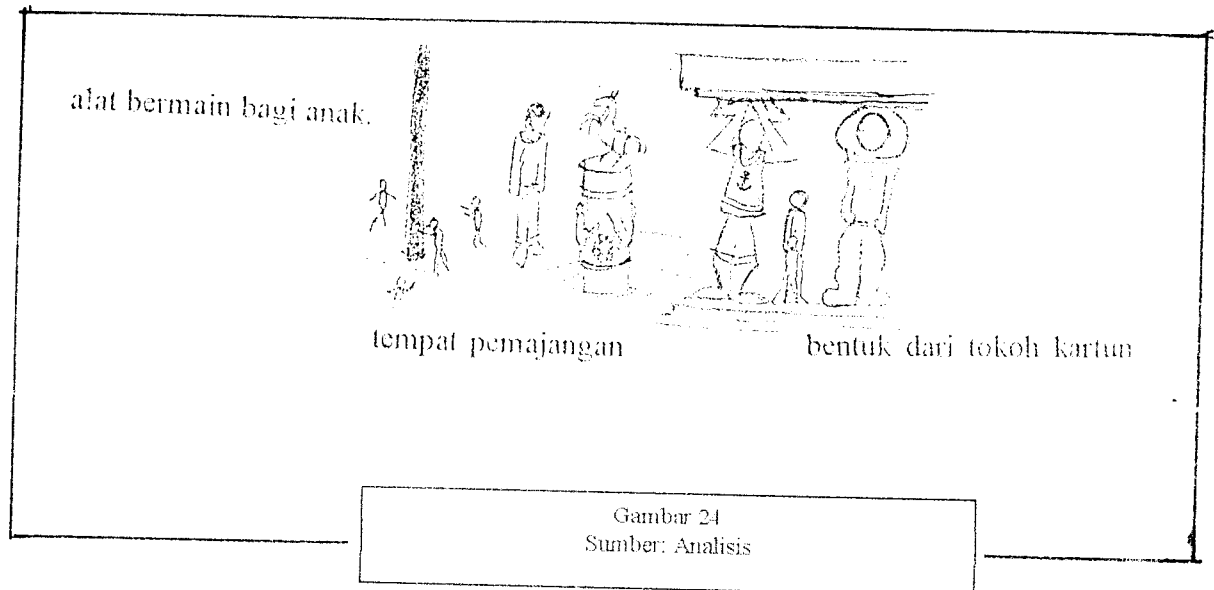 alat bermain bagi anak.
tempat pemajangan
bentuk dari tokoh kartun
Gambar 24
Sumber: Analisis